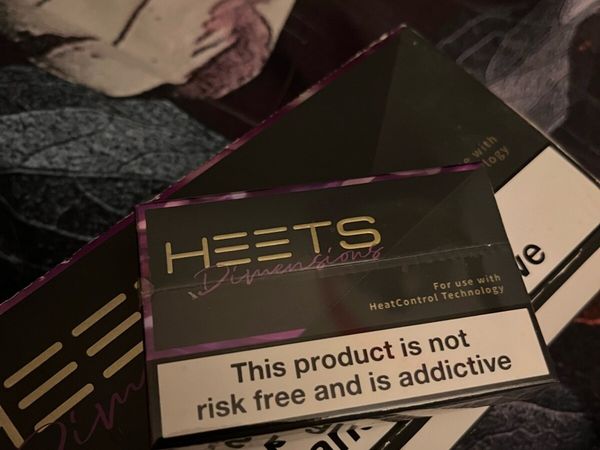 HEETS
Dimensions
For use with
HeatControl Technology
This product is not
risk free and is addictive